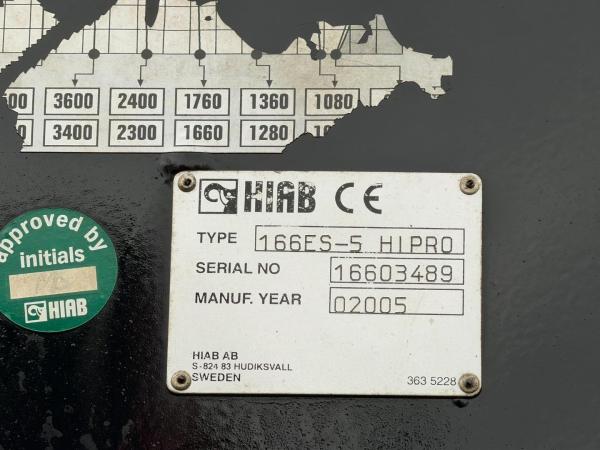 3600 2400 1760 1360 1080
3400 2300 1660 1280
approved by
initials
HIAB
HIAB CE
TYPE 166ES-5 HIPRO
SERIAL NO 16603489
MANUF. YEAR 02005
HIAB AB
S-824 83 HUDIKSVALL
SWEDEN 363 5228